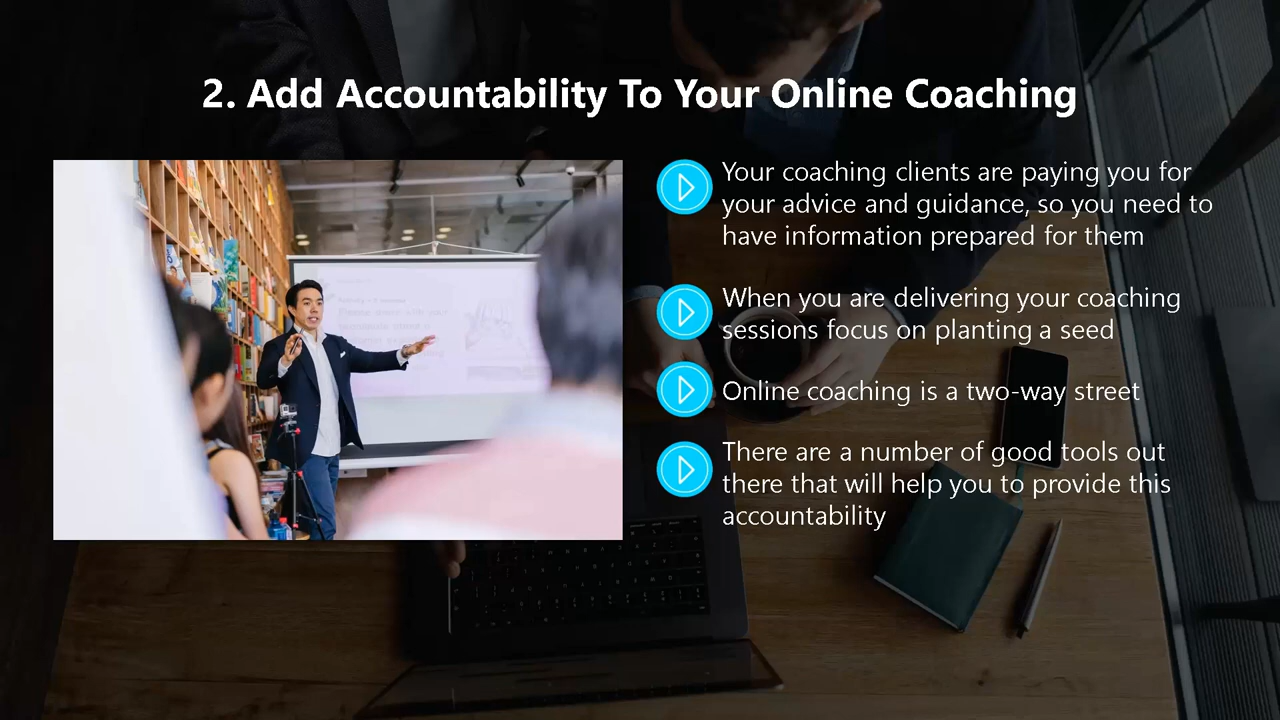 2. Add Accountability To Your Online Coaching
Your coaching clients are paying you for
your advice and guidance, so you need to
have information prepared for them
When you are delivering your coaching
sessions focus on planting a seed
Online coaching is a two-way street
There are a number of good tools out
there that will help you to provide this
accountability